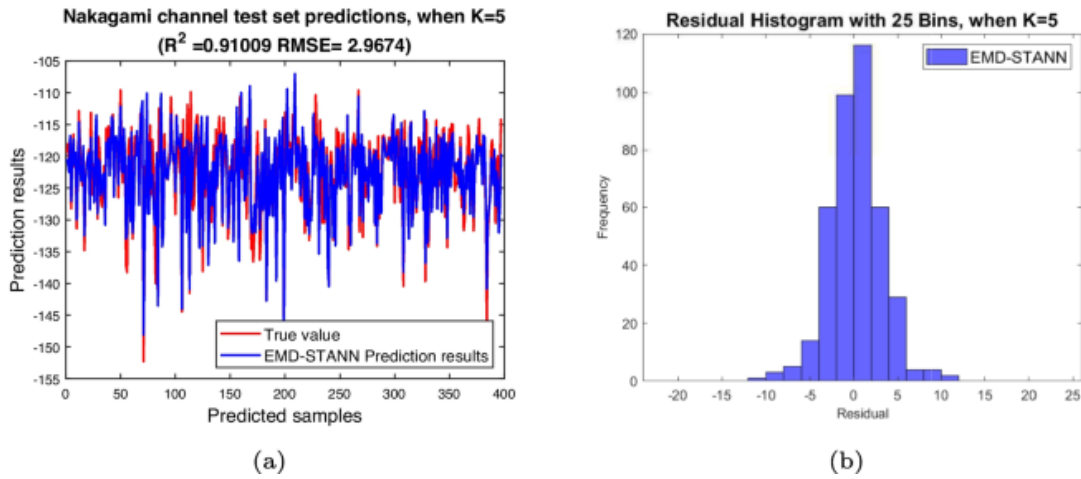 Nakagami channel test set predictions, when K=5
(R² =0.91009 RMSE= 2.9674)
-105
-110
-115
-120
-125
-130
-135
-140
-145
-150
-155
Prediction results
True value
EMD-STANN Prediction results
0 50 100 150 200 250 300 350 400
Predicted samples
(a)
Residual Histogram with 25 Bins, when K=5
120
100
80
60
40
20
0
Frequency
EMD-STANN
-20 -15 -10 -5 0 5 10 15 20 25
Residual
(b)